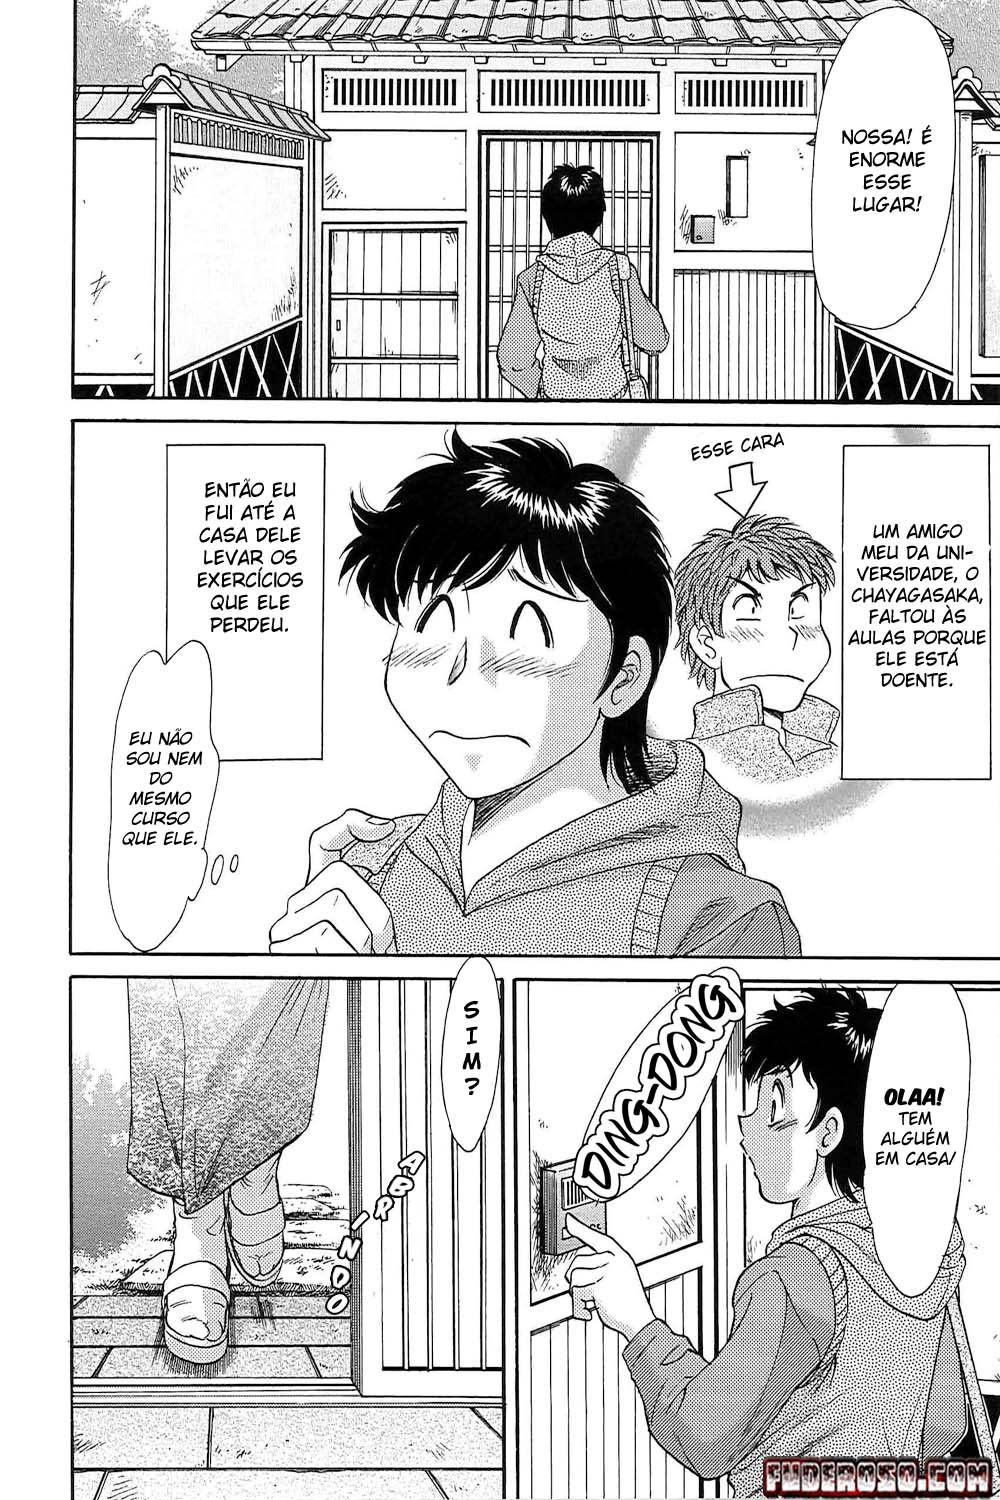 NOSSA! É
ENORME
ESSE
LUGAR!
ESSE CARA
UM AMIGO
MEU DA UNI-
VERSIDADE, O
CHAYAGASAKA,
FALTOU ÀS
AULAS PORQUE
ELE ESTÁ
DOENTE.
ENTÃO EU
FUI ATÉ A
CASA DELE
LEVAR OS
EXERCÍCIOS
QUE ELE
PERDEU.
EU NÃO
SOU NEM
DO
MESMO
CURSO
QUE ELE.
OLAA!
TEM
ALGUÉM
EM CASA/
DING-DONG
SIM?
ABRINDO
FUDEROSO.COM